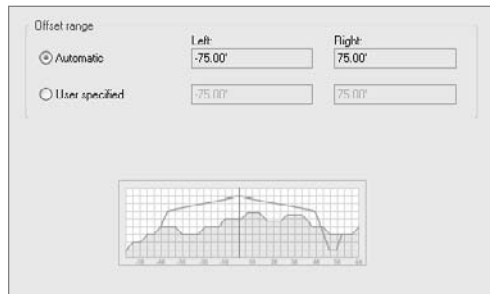 Offset range
Left: Right:
Automatic -75.00' 75.00'
User specified: -75.00' 75.00'